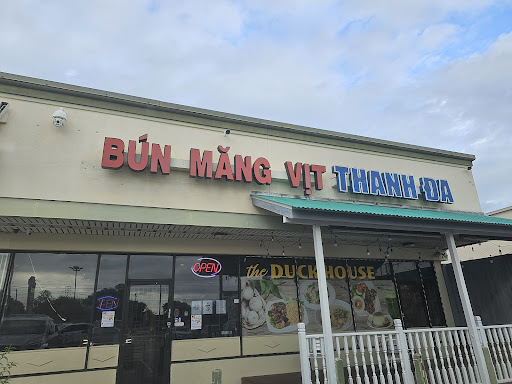 BÚN MĂNG VỊT THANH ĐA
OPEN
the DUCK HOUSE